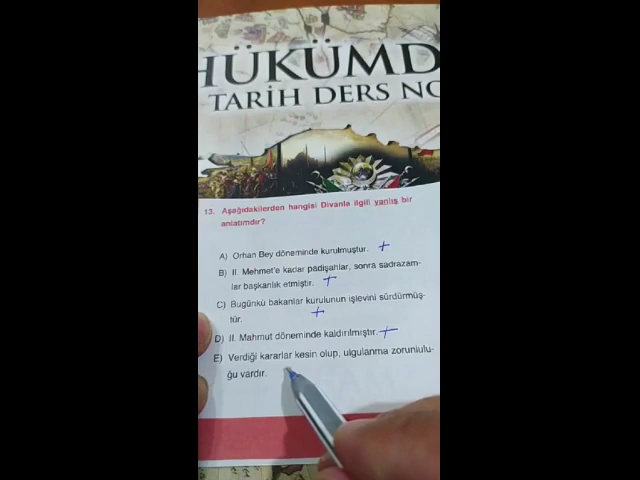 HÜKÜMD
TARİH DERS NO
13. Aşağıdakilerden hangisi Divanla ilgili yanlış bir
anlatımdır?
A) Orhan Bey döneminde kurulmuştur. +
B) II. Mehmet'e kadar padişahlar, sonra sadrazam-
lar başkanlık etmiştir. +
C) Bugünkü bakanlar kurulunun işlevini sürdürmüş-
tür. +
D) II. Mahmut döneminde kaldırılmıştır. +
E) Verdiği kararlar kesin olup, ulgulanma zorunlulu-
ğu vardır.